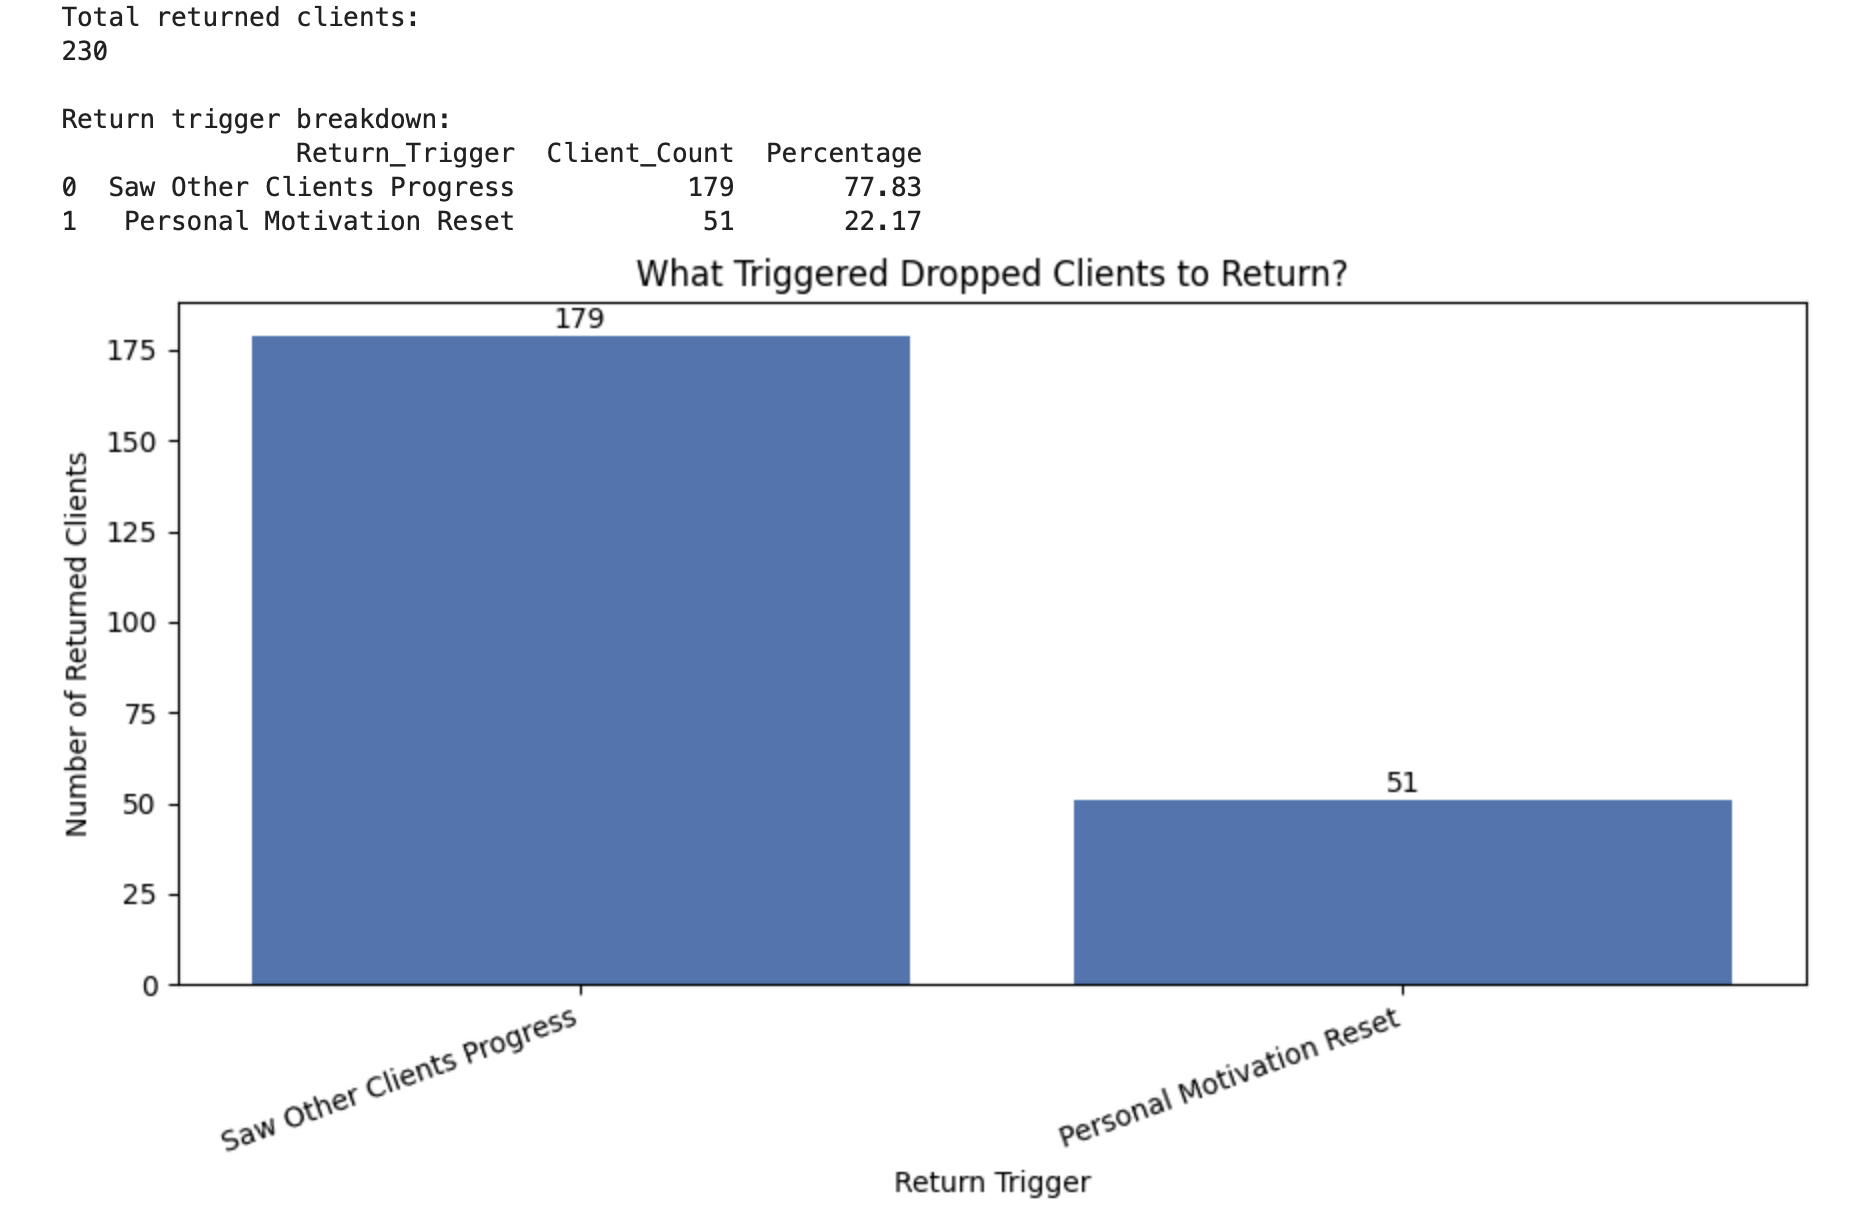 Total returned clients:
230
Return trigger breakdown:
Return_Trigger Client_Count Percentage
0 Saw Other Clients Progress 179 77.83
1 Personal Motivation Reset 51 22.17
What Triggered Dropped Clients to Return?
179
175
150
125
100
75
51
50
25
0
Number of Returned Clients
Saw Other Clients Progress
Personal Motivation Reset
Return Trigger